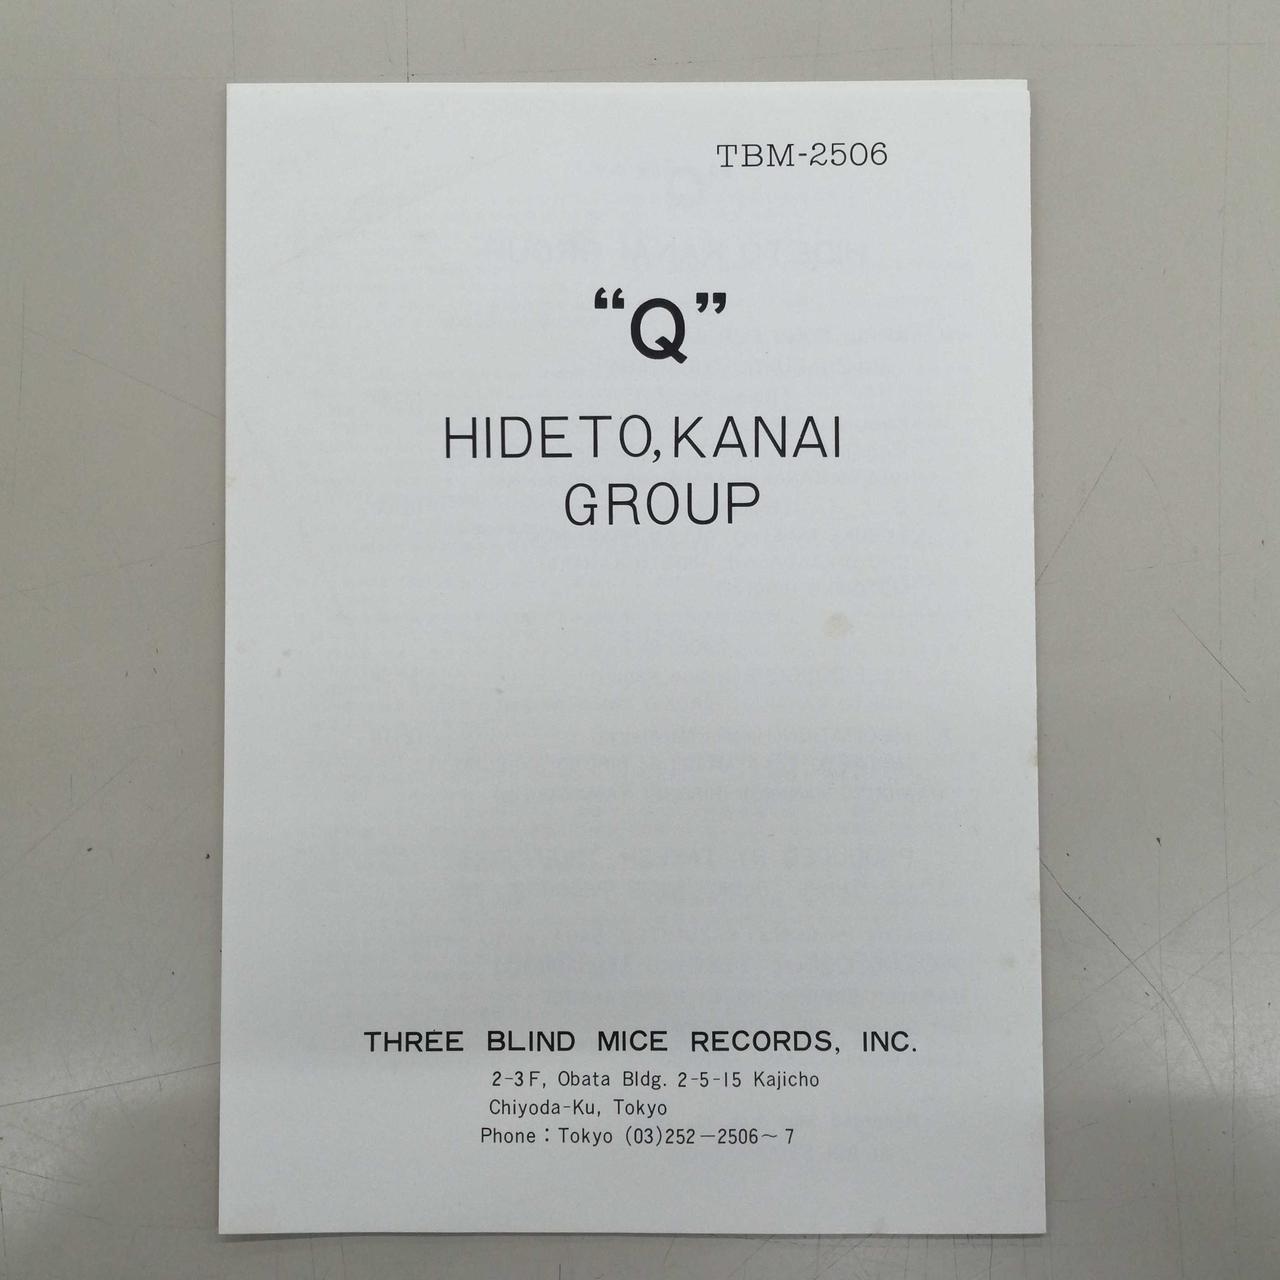 TBM-2506
“Q”
HIDETO, KANAI
GROUP
THREE BLIND MICE RECORDS, INC.
2-3F, Obata Bldg. 2-5-15 Kajicho
Chiyoda-Ku, Tokyo
Phone : Tokyo (03)252－2506~7